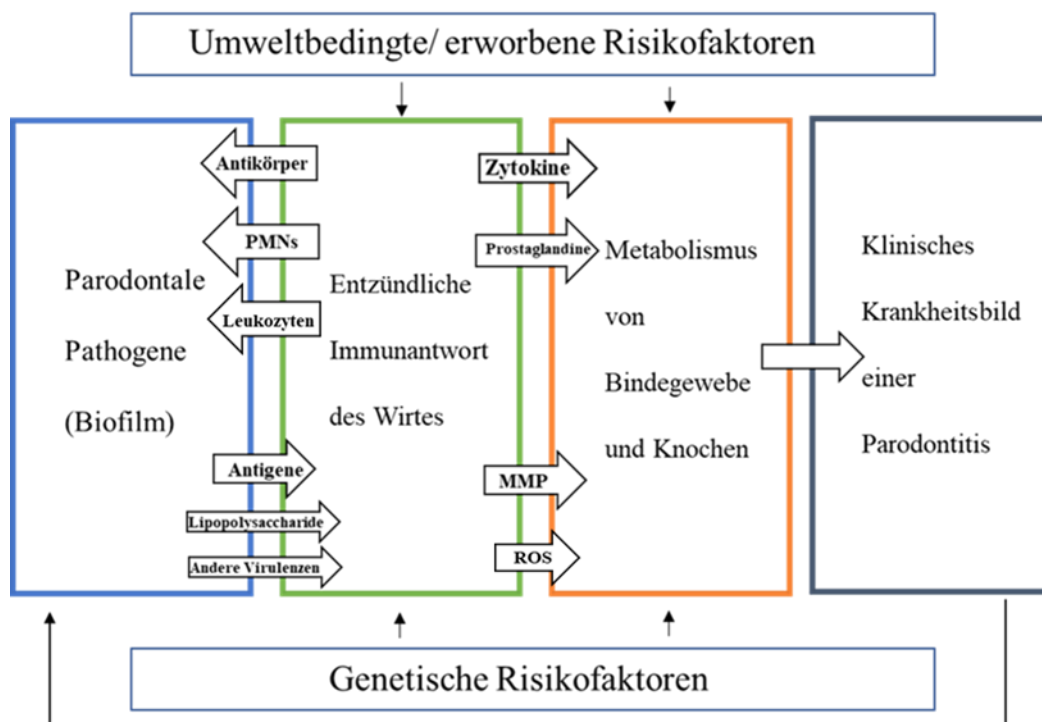 Umweltbedingte/ erworbene Risikofaktoren
Antikörper
PMNs
Leukozyten
Parodontale
Pathogene
(Biofilm)
Antigene
Lipopolysaccharide
Andere Virulenzen
Entzündliche
Immunantwort
des Wirtes
Zytokine
Prostaglandine
MMP
ROS
Metabolismus
von
Bindegewebe
und Knochen
Klinisches
Krankheitsbild
einer
Parodontitis
Genetische Risikofaktoren